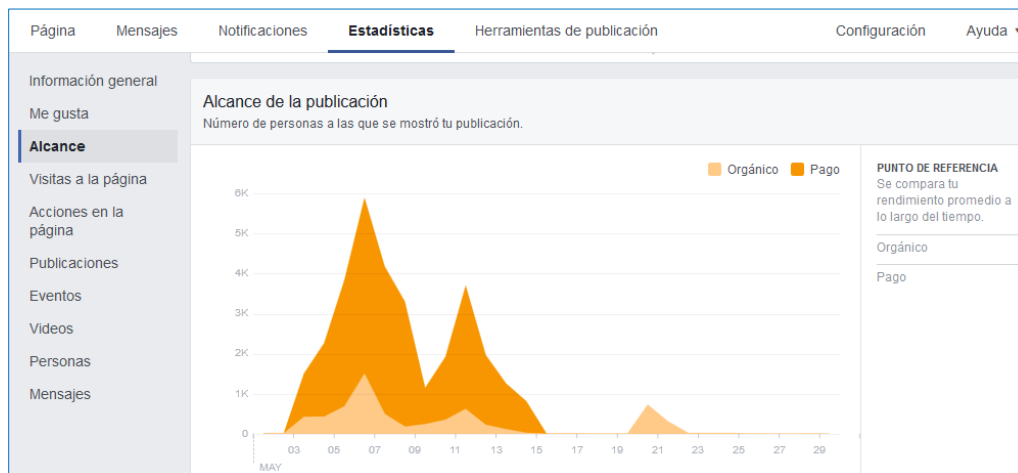 Página Mensajes Notificaciones Estadísticas Herramientas de publicación Configuración Ayuda
Información general
Me gusta
Alcance
Visitas a la página
Acciones en la
página
Publicaciones
Eventos
Videos
Personas
Mensajes
Alcance de la publicación
Número de personas a las que se mostró tu publicación.
Orgánico Pago
6K
5K
4K
3K
2K
1K
0
03 05 07 09 11 13 15 17 19 21 23 25 27 29
MAY
PUNTO DE REFERENCIA
Se compara tu
rendimiento promedio a
lo largo del tiempo.
Orgánico
Pago